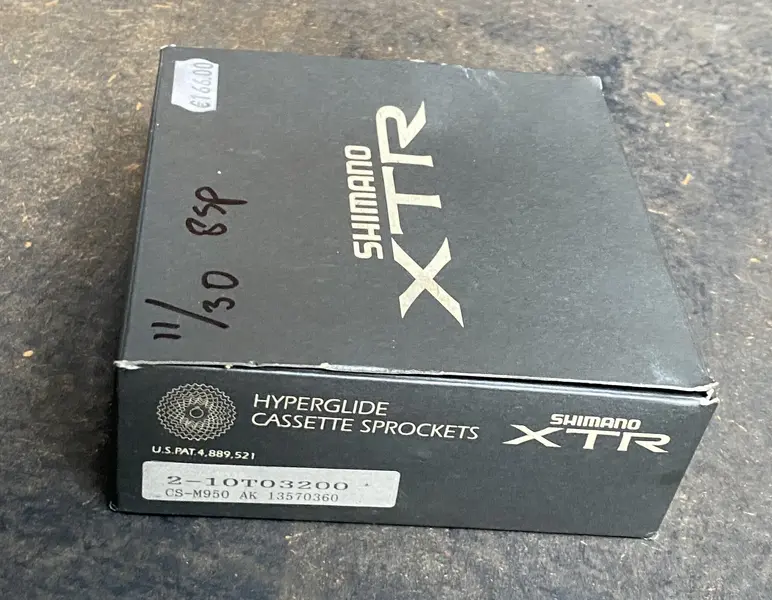 €166.00
SHIMANO
XTR
11/30 8sp
HYPERGLIDE
CASSETTE SPROCKETS
SHIMANO
XTR
U.S.PAT.4,889,521
2-10T03200
CS-M950 AK 13570360